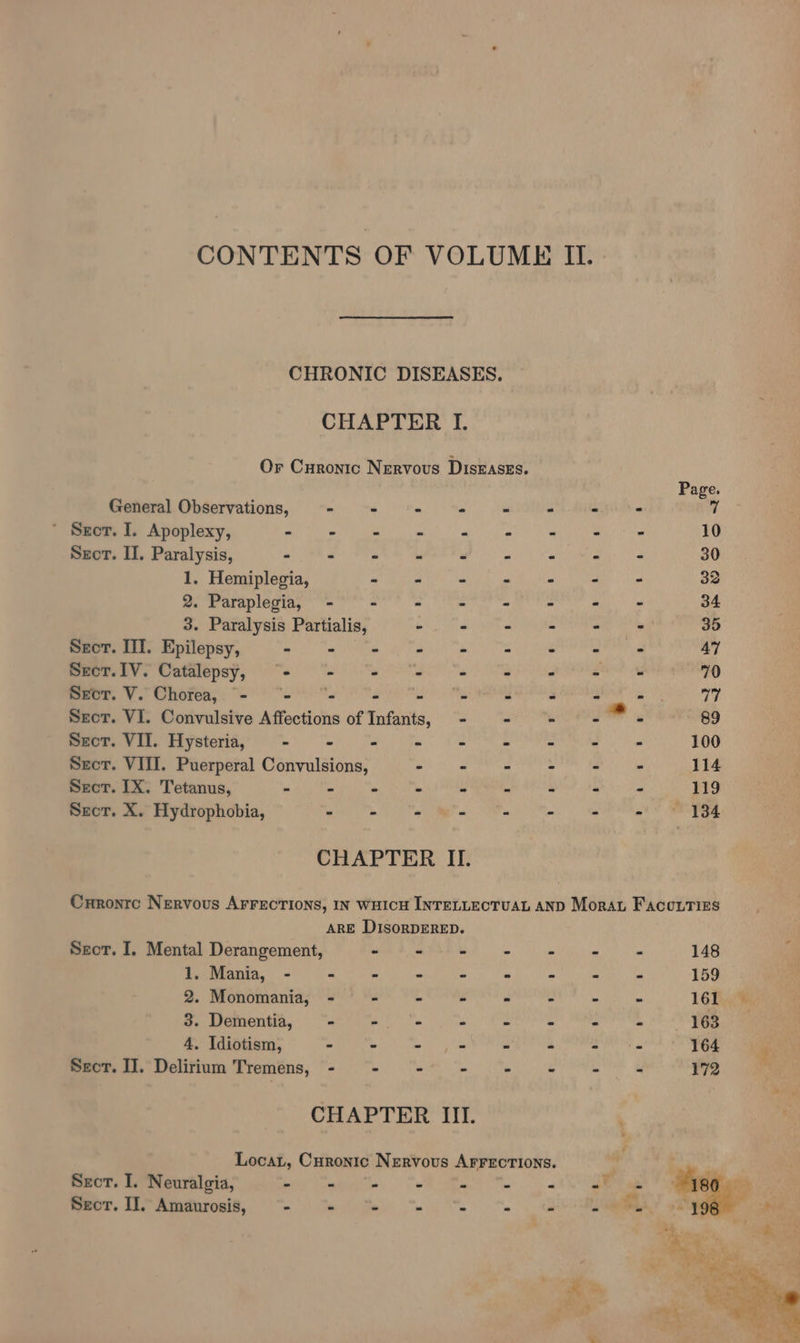 CONTENTS OF VOLUME II.
CHRONIC DISEASES.
CHAPTER I.
OF CHRONIC NERVOUS DISEASES.
Page.
General Observations, - - - - - - - - 7
SECT. I. Apoplexy, - - - - - - - - - 10
SECT. II. Paralysis, - - - - - - - - - 30
1. Hemiplegia, - - - - - - - 32
2. Paraplegia, - - - - - - - - 34
3. Paralysis Partialis, - - - - - - 35
SECT. III. Epilepsy, - - - - - - - - - 47
SECT. IV. Catalepsy, - - - - - - - - - 70
SECT. V. Chorea, - - - - - - - - - - 77
SECT. VI. Convulsive Affections of Infants, - - - - - 89
SECT. VII. Hysteria, - - - - - - - - - 100
SECT. VIII. Puerperal Convulsions, - - - - - - 114
SECT. IX. Tetanus, - - - - - - - - - 119
SECT. X. Hydrophobia, - - - - - - - - 134
CHAPTER II.
CHRONIC NERVOUS AFFECTIONS, IN WHICH INTELLECTUAL AND MORAL FACULTIES
ARE DISORDERED.
SECT. I. Mental Derangement, - - - - - - - 148
1. Mania, - - - - - - - - - 159
2. Monomania, - - - - - - - - 161
3. Dementia, - - - - - - - - 163
4. Idiotism, - - - - - - - - 164
SECT. II. Delirium Tremens, - - - - - - - - 172
CHAPTER III.
LOCAL, CHRONIC NERVOUS AFFECTIONS.
SECT. I. Neuralgia, - - - - - - - - - 180
SECT. II. Amaurosis, - - - - - - - - - 198